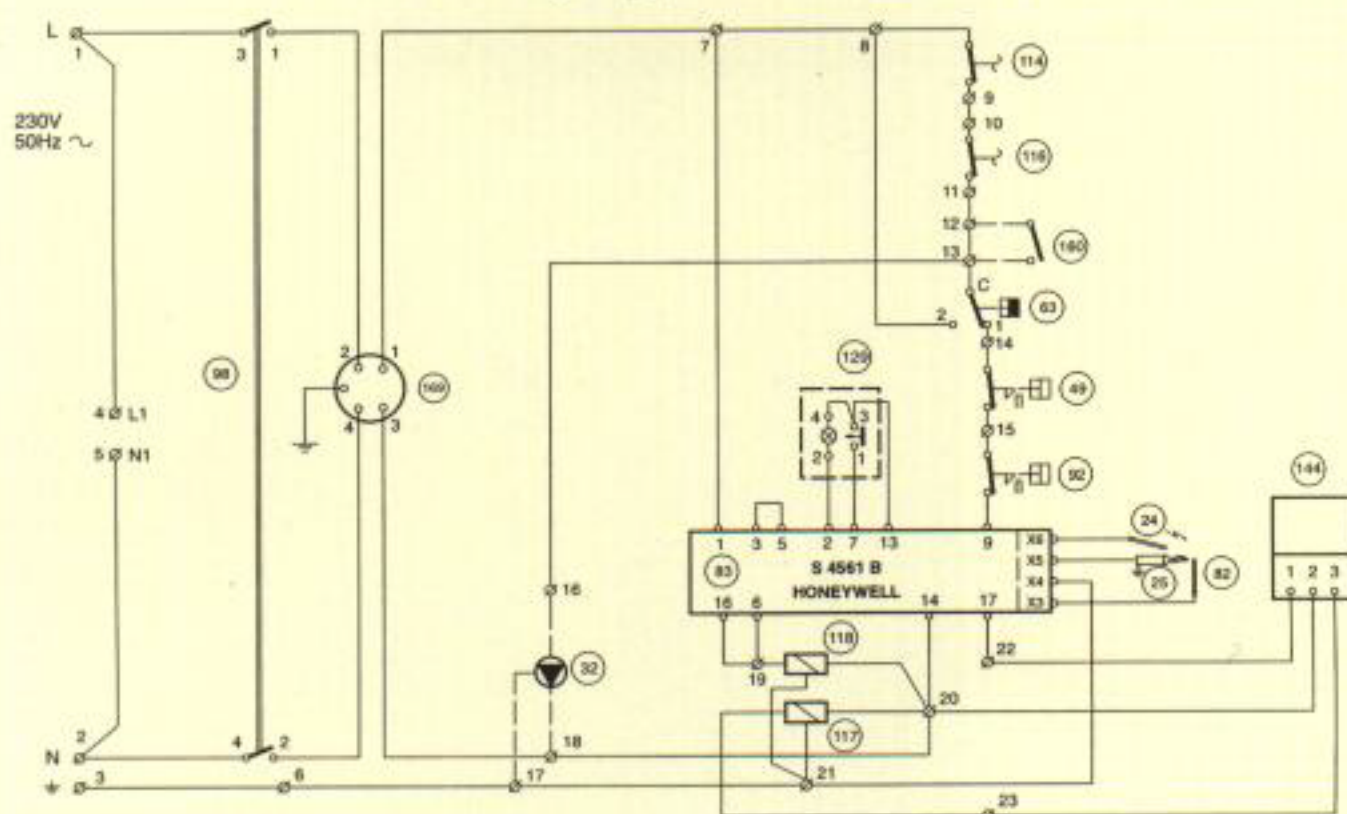 L 1 3 1 7 8
114
9
230V
50Hz ~
10
116
11
12
13
160
C
2 1 63
14
129
2 1
98 169
4 3
4 3
49
4 L1
15
2 1
5 N1
92
144
24
1 3 5 2 7 13 9 X6
83 S 4561 B X5 25 82
HONEYWELL X4
16 6 14 17 X3
1 2 3
16
118
22
19
32
20
117
2
N 4 2 18
3 6 17 21
23